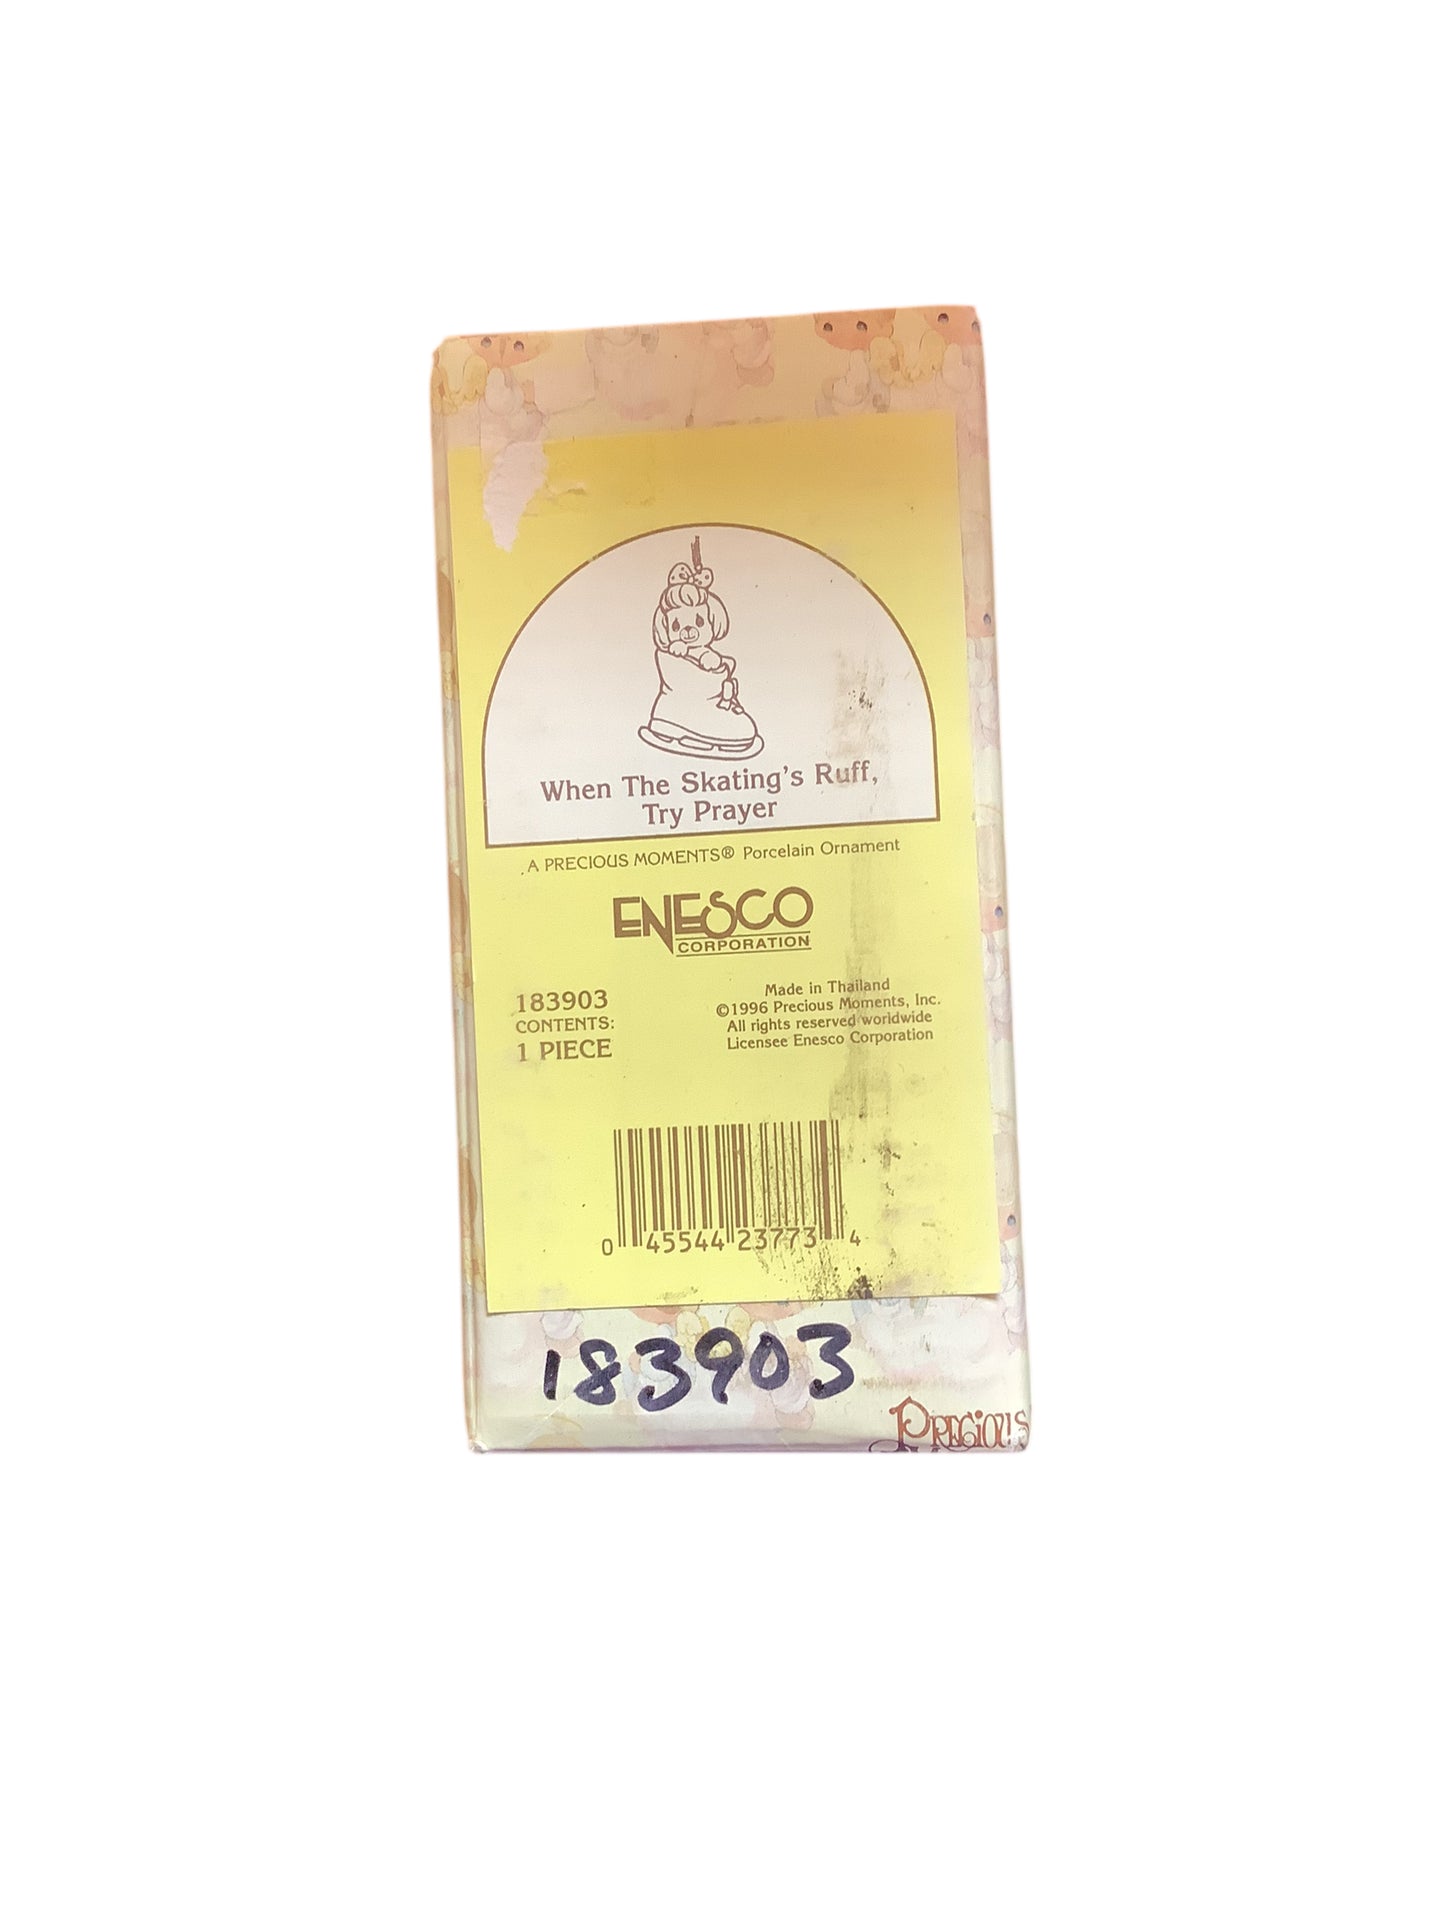 When The Skating's Ruff,
Try Prayer
A PRECIOUS MOMENTS® Porcelain Ornament
ENESCO
CORPORATION
183903
CONTENTS:
1 PIECE
Made in Thailand
©1996 Precious Moments, Inc.
All rights reserved worldwide
Licensee Enesco Corporation
0 45544 23773 4
183903
PRECIOUS